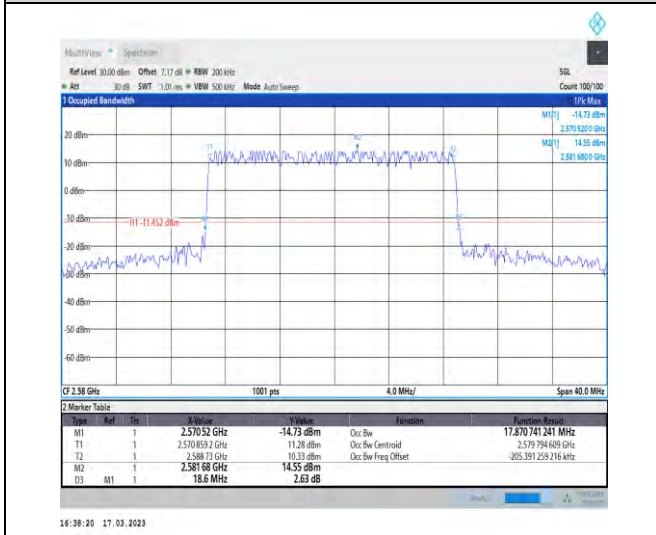 MultiView Spectrum
Ref Level 30.00 dBm Offset 7.17 dB RBW 200 kHz SGL
Att 30 dB SWT 1.01 ms VBW 500 kHz Mode Auto Sweep Count 100/100
1 Occupied Bandwidth 1Pk Max
M1[1] -14.73 dBm
2.570 520 0 GHz
M2[1] 14.55 dBm
2.581 680 0 GHz
20 dBm
T1 M2 T2
10 dBm
0 dBm
-10 dBm
H1 -11.452 dBm
-20 dBm
-30 dBm
-40 dBm
-50 dBm
-60 dBm
CF 2.58 GHz 1001 pts 4.0 MHz/ Span 40.0 MHz
2 Marker Table
Type Ref Trc X-Value Y-Value Function Function Result
M1 1 2.570 52 GHz -14.73 dBm Occ Bw 17.870 741 241 MHz
T1 1 2.570 859 2 GHz 11.28 dBm Occ Bw Centroid 2.579 794 609 GHz
T2 1 2.588 73 GHz 10.33 dBm Occ Bw Freq Offset -205.391 259 216 kHz
M2 1 2.581 68 GHz 14.55 dBm
D3 M1 1 18.6 MHz 2.63 dB
16:38:20 17.03.2023